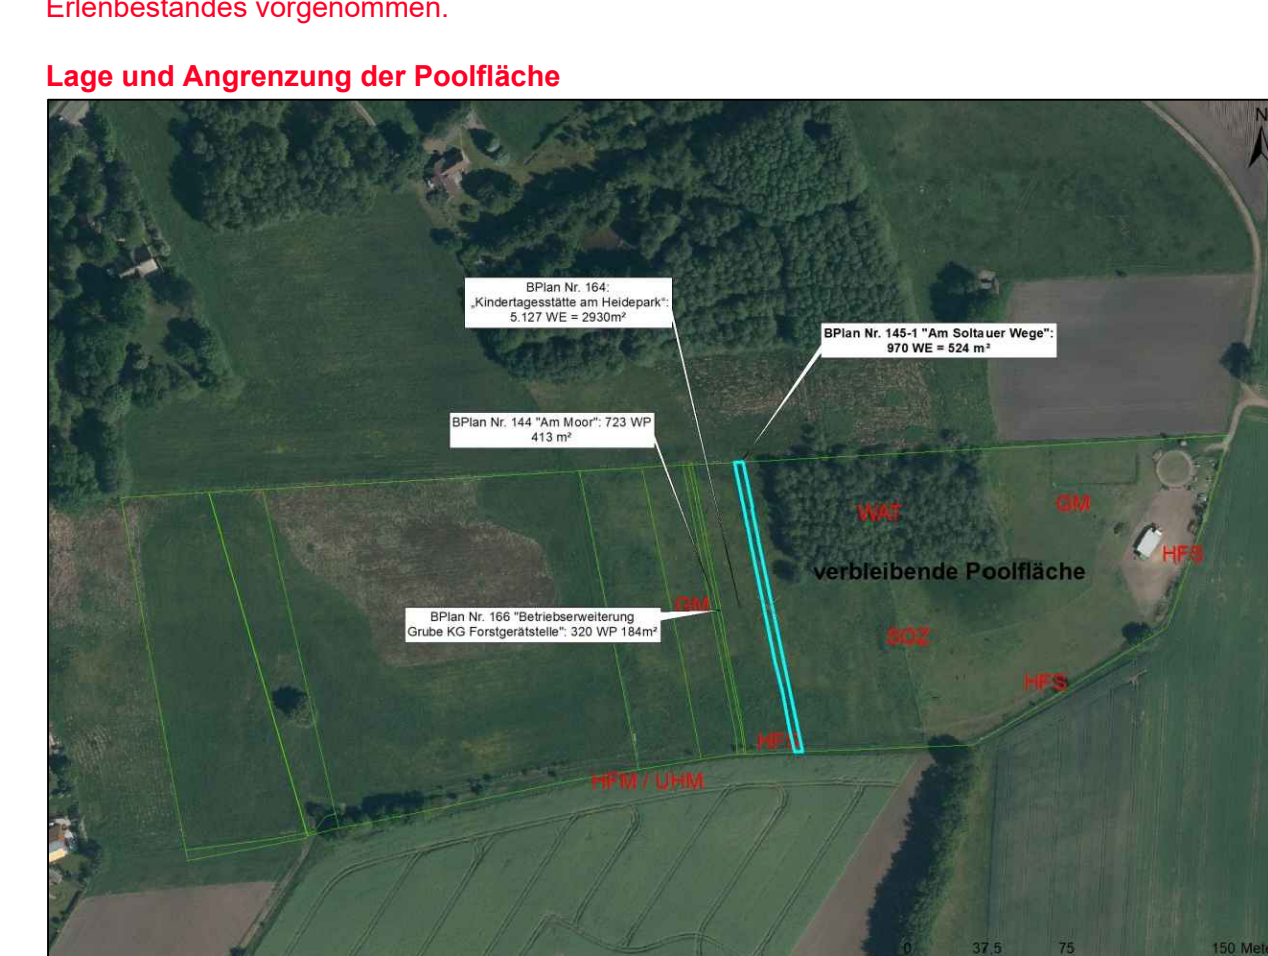 Erlenbestandes vorgenommen.
Lage und Angrenzung der Poolfläche
N
BPlan Nr. 164:
„Kindertagesstätte am Heidepark":
5.127 WE = 2930m²
BPlan Nr. 145-1 "Am Soltauer Wege":
970 WE = 524 m²
BPlan Nr. 144 "Am Moor": 723 WP
413 m²
WAT
GM
HFS
verbleibende Poolfläche
GM
BPlan Nr. 166 "Betriebserweiterung
Grube KG Forstgerätstelle": 320 WP 184m²
HFS
HFM / UHM
0 37,5 75 150 Mete